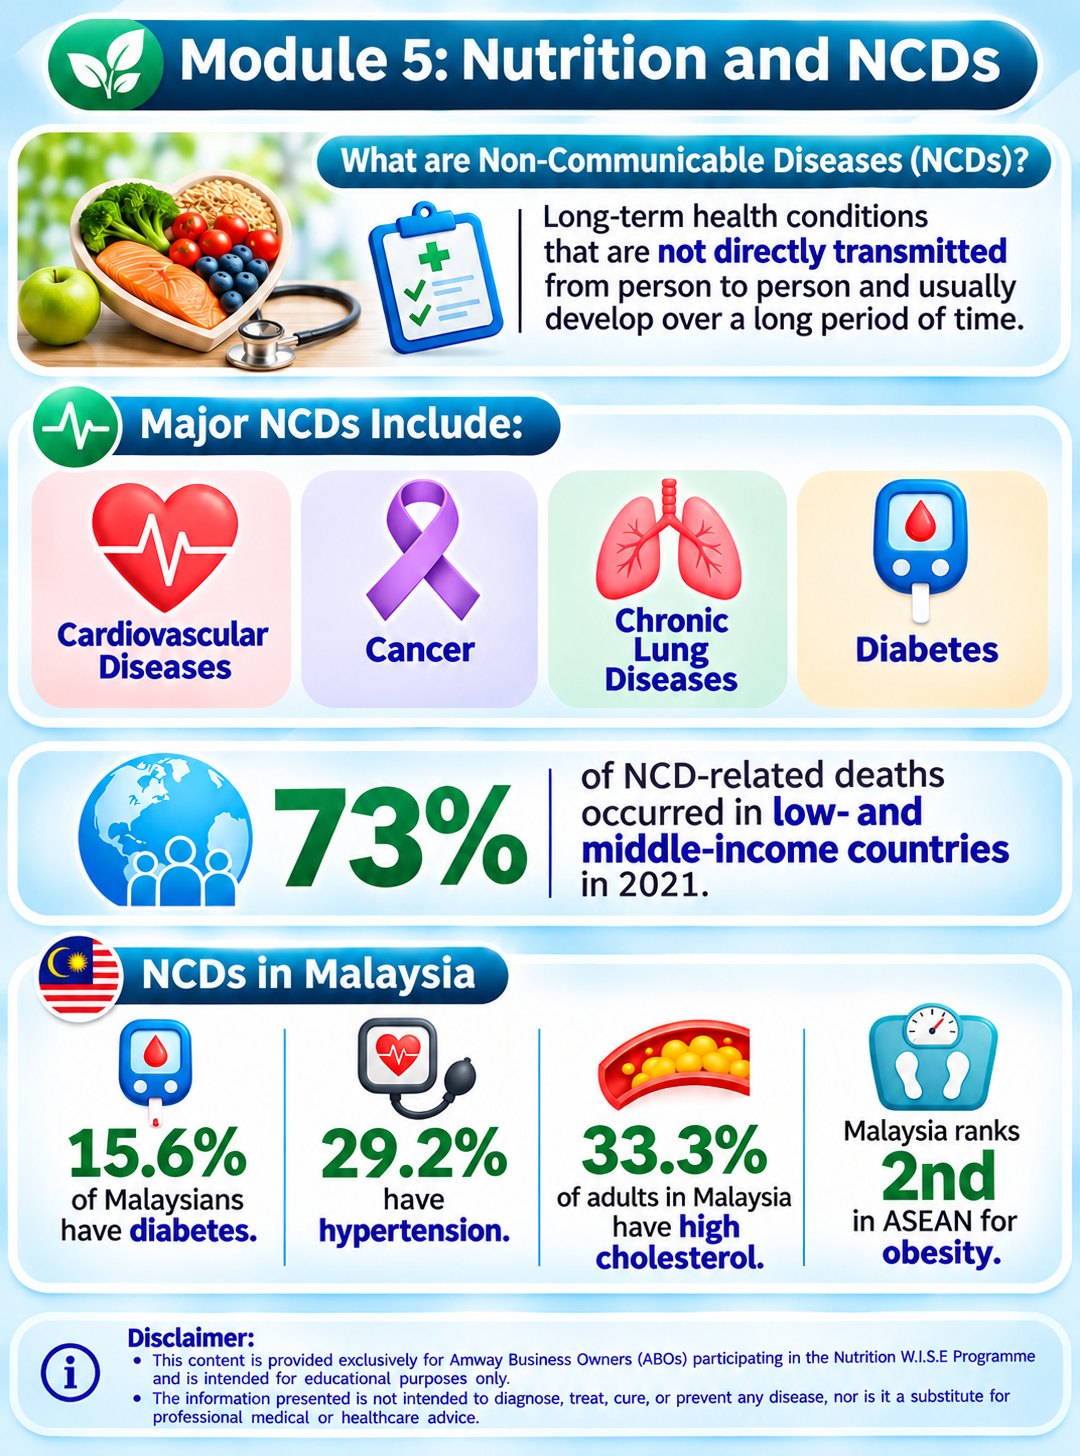 Module 5: Nutrition and NCDs
What are Non-Communicable Diseases (NCDs)?
Long-term health conditions
that are not directly transmitted
from person to person and usually
develop over a long period of time.
Major NCDs Include:
Cardiovascular
Diseases
Cancer
Chronic
Lung
Diseases
Diabetes
73%
of NCD-related deaths
occurred in low- and
middle-income countries
in 2021.
NCDs in Malaysia
15.6%
of Malaysians
have diabetes.
29.2%
have
hypertension.
33.3%
of adults in Malaysia
have high
cholesterol.
Malaysia ranks
2nd
in ASEAN for
obesity.
Disclaimer:
• This content is provided exclusively for Amway Business Owners (ABOs) participating in the Nutrition W.I.S.E Programme
and is intended for educational purposes only.
• The information presented is not intended to diagnose, treat, cure, or prevent any disease, nor is it a substitute for
professional medical or healthcare advice.